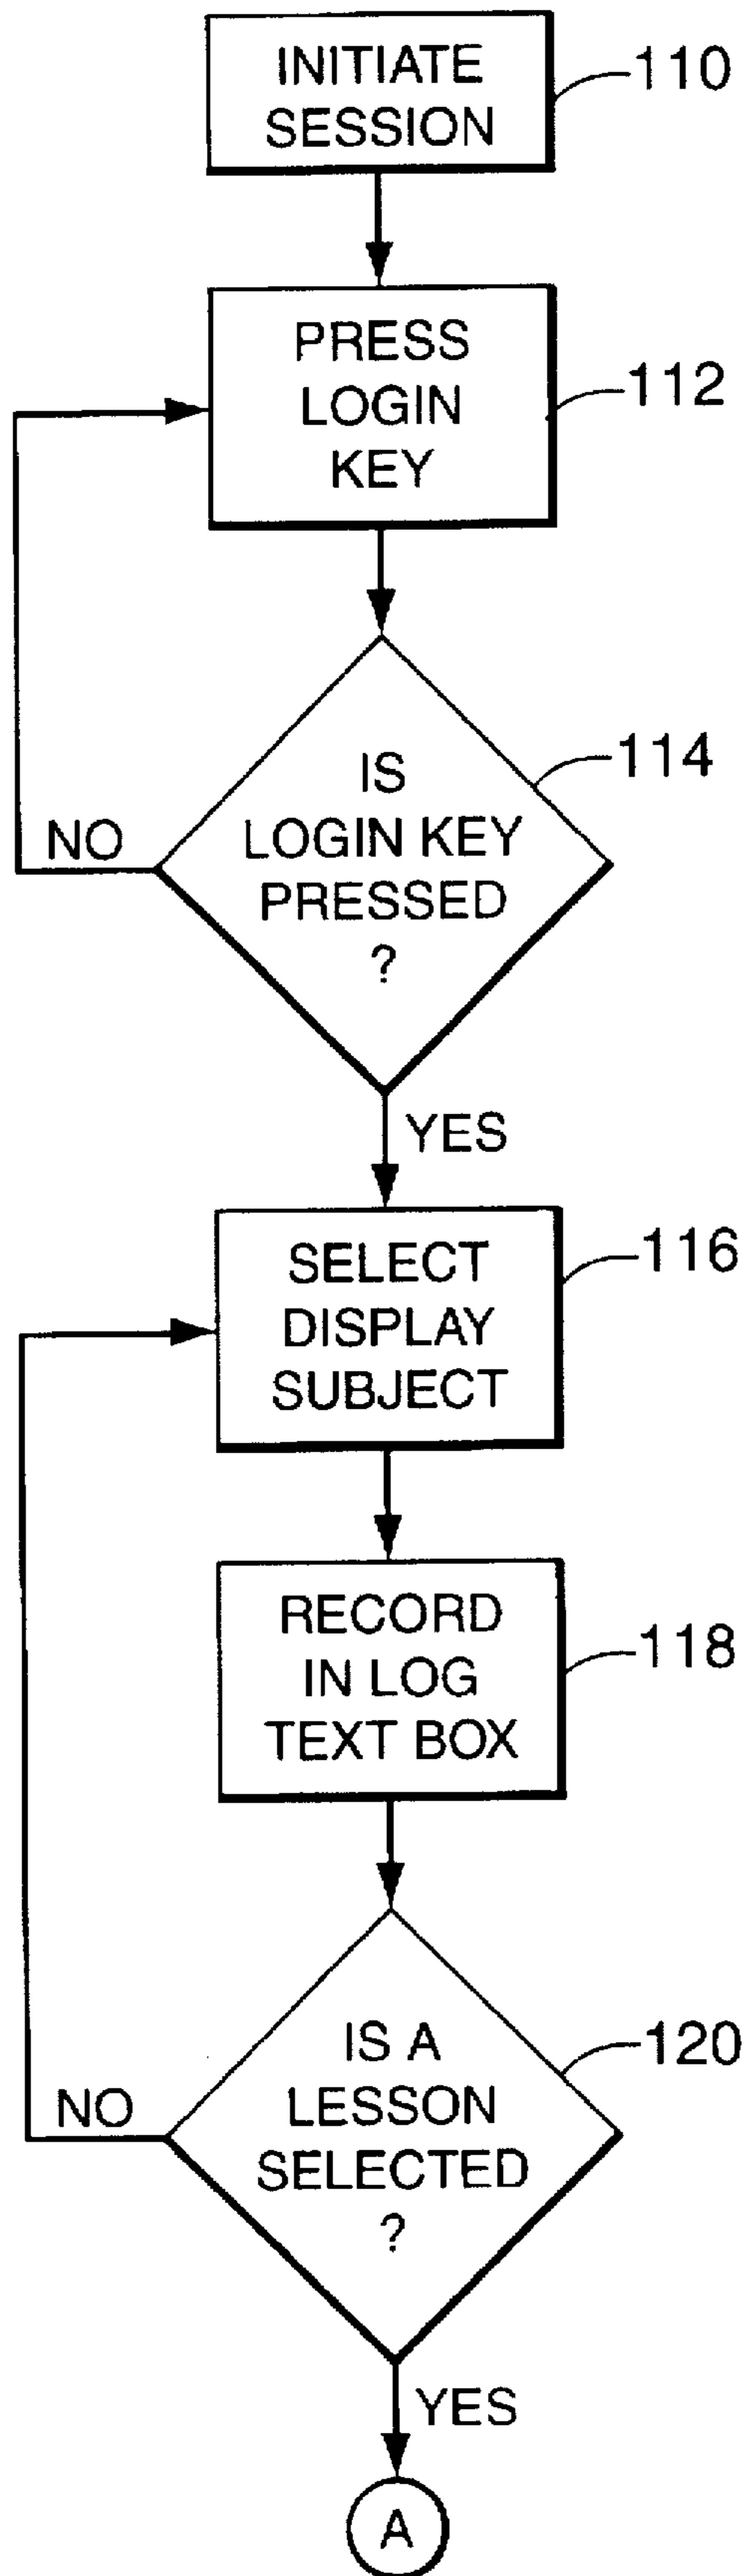 INITIATE
SESSION
110
PRESS
LOGIN
KEY
112
IS
LOGIN KEY
PRESSED
?
114
NO
YES
SELECT
DISPLAY
SUBJECT
116
RECORD
IN LOG
TEXT BOX
118
IS A
LESSON
SELECTED
?
120
NO
YES
A